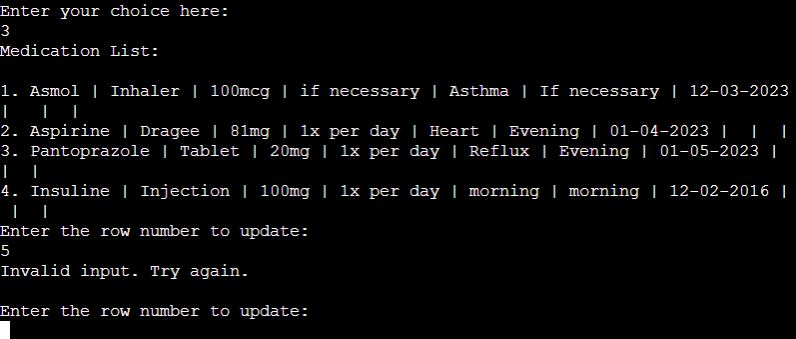 Enter your choice here:
3
Medication List:
1. Asmol | Inhaler | 100mcg | if necessary | Asthma | If necessary | 12-03-2023
|   |  |
2. Aspirine | Dragee | 81mg | 1x per day | Heart | Evening | 01-04-2023 |  |  |
3. Pantoprazole | Tablet | 20mg | 1x per day | Reflux | Evening | 01-05-2023 |
|  |
4. Insuline | Injection | 100mg | 1x per day | morning | morning | 12-02-2016 |
 |  |
Enter the row number to update:
5
Invalid input. Try again.
Enter the row number to update: